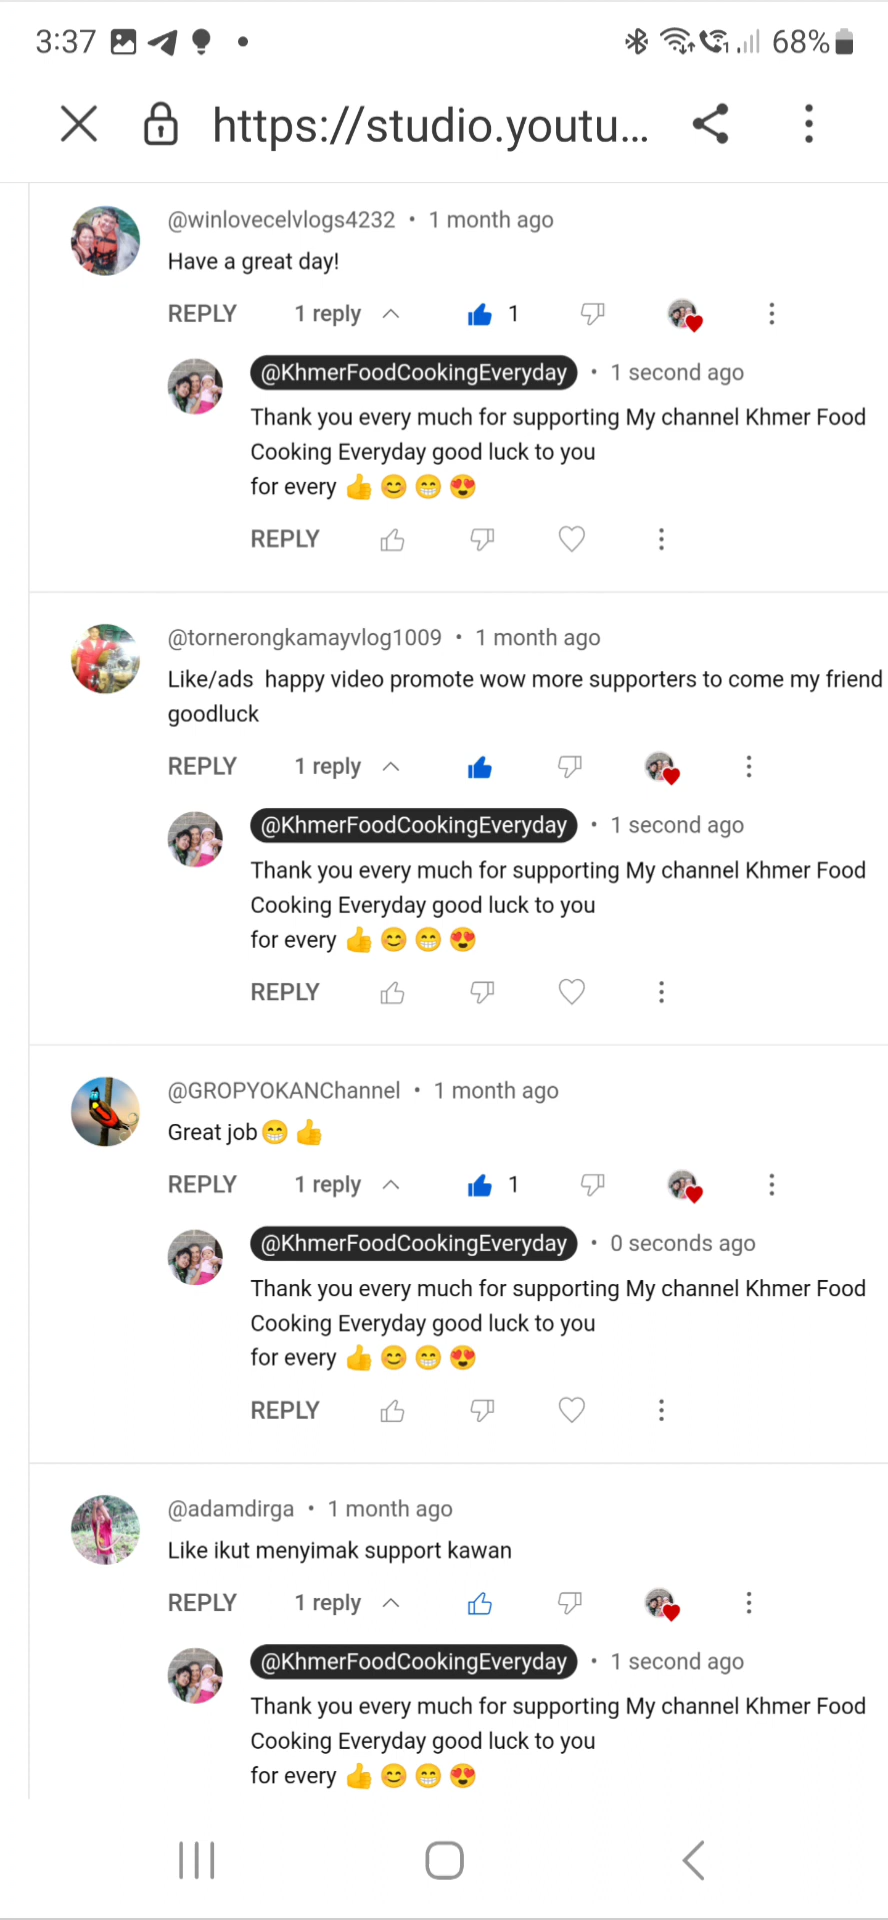 3:37
68%
https://studio.youtu...
@winlovecelvlogs4232 • 1 month ago
Have a great day!
REPLY 1 reply 1
@KhmerFoodCookingEveryday • 1 second ago
Thank you every much for supporting My channel Khmer Food
Cooking Everyday good luck to you
for every 👍😊😁😍
REPLY
@tornerongkamayvlog1009 • 1 month ago
Like/ads  happy video promote wow more supporters to come my friend
goodluck
REPLY 1 reply
@KhmerFoodCookingEveryday • 1 second ago
Thank you every much for supporting My channel Khmer Food
Cooking Everyday good luck to you
for every 👍😊😁😍
REPLY
@GROPYOKANChannel • 1 month ago
Great job😁👍
REPLY 1 reply 1
@KhmerFoodCookingEveryday • 0 seconds ago
Thank you every much for supporting My channel Khmer Food
Cooking Everyday good luck to you
for every 👍😊😁😍
REPLY
@adamdirga • 1 month ago
Like ikut menyimak support kawan
REPLY 1 reply
@KhmerFoodCookingEveryday • 1 second ago
Thank you every much for supporting My channel Khmer Food
Cooking Everyday good luck to you
for every 👍😊😁😍